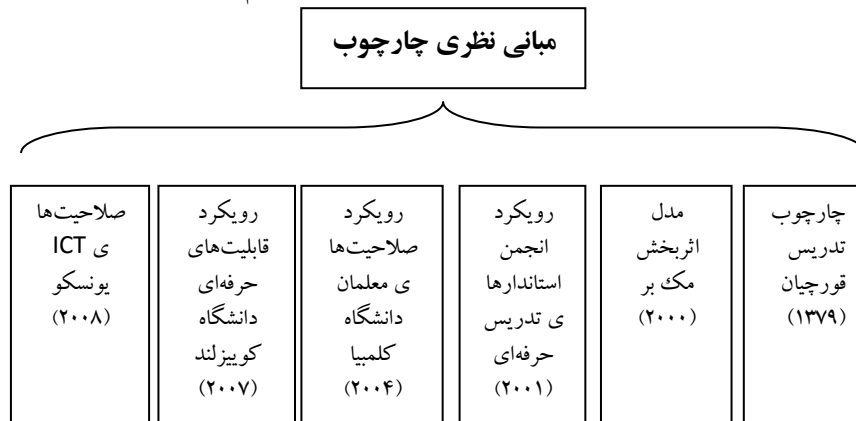 مبانی نظری چارچوب
چارچوب
تدریس
قورچیان
(۱۳۷۹)
مدل
اثربخش
مک بر
(۲۰۰۰)
رویکرد
انجمن
استاندارها
ی تدریس
حرفه‌ای
(۲۰۰۱)
رویکرد
صلاحیت‌ها
ی معلمان
دانشگاه
کلمبیا
(۲۰۰۴)
رویکرد
قابلیت‌های
حرفه‌ای
دانشگاه
کوییزلند
(۲۰۰۷)
صلاحیت‌ها
ی ICT
یونسکو
(۲۰۰۸)